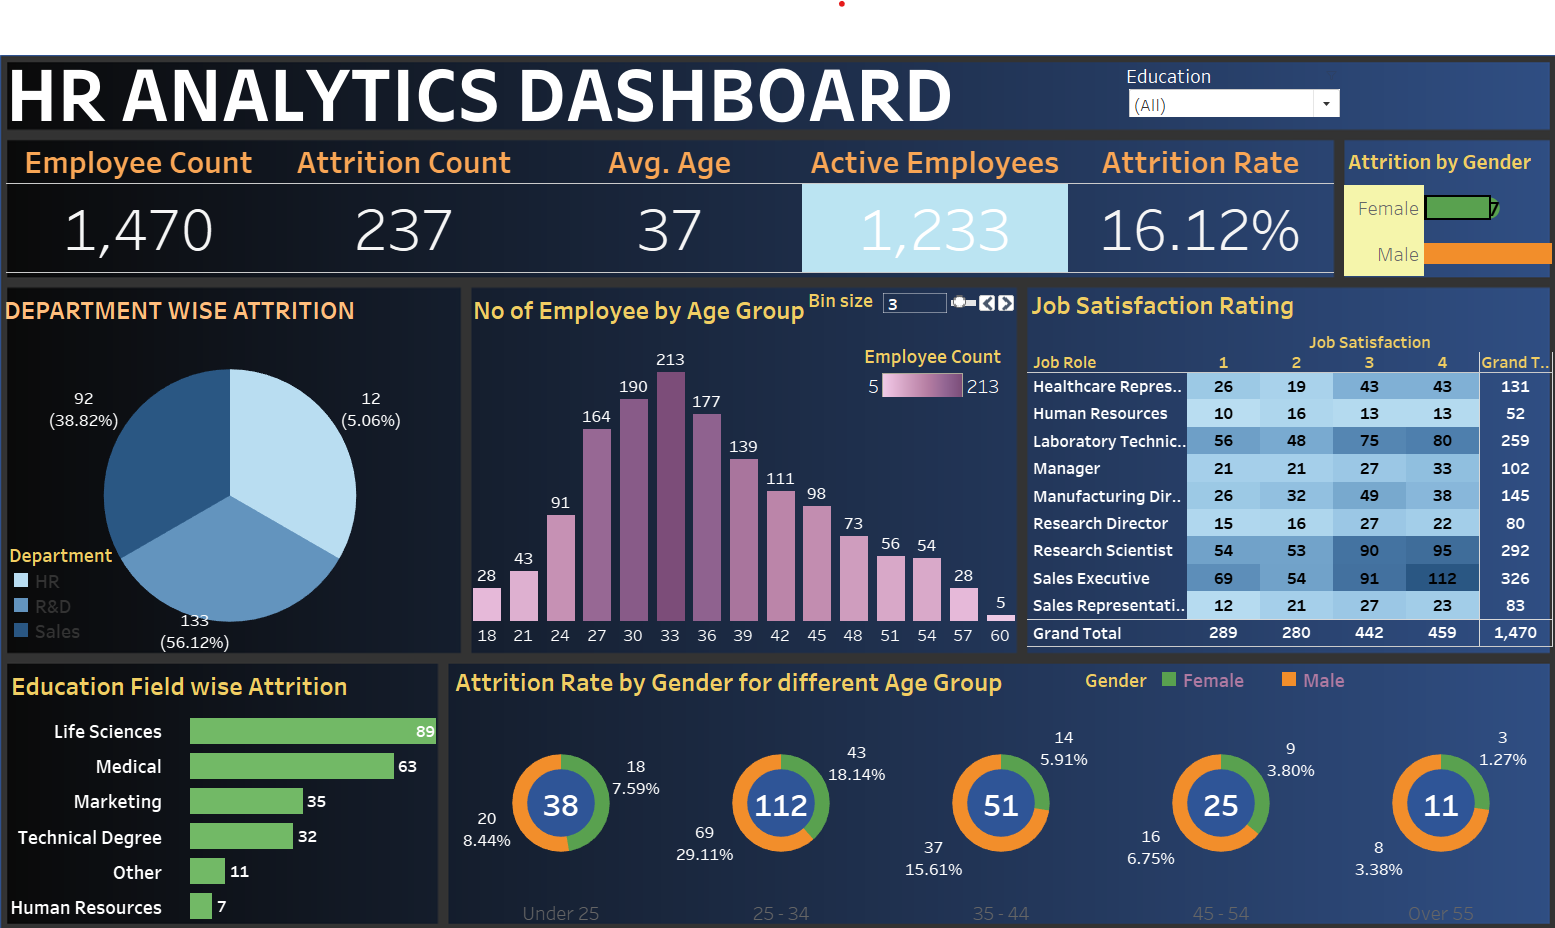 HR ANALYTICS DASHBOARD
Education
(All)
Employee Count
Attrition Count
Avg. Age
Active Employees
Attrition Rate
1,470
237
37
1,233
16.12%
Attrition by Gender
Female
Male
DEPARTMENT WISE ATTRITION
92
(38.82%)
12
(5.06%)
133
(56.12%)
Department
HR
R&D
Sales
No of Employee by Age Group
Bin size
3
Employee Count
5
213
28
43
91
164
190
213
177
139
111
98
73
56
54
28
5
18 21 24 27 30 33 36 39 42 45 48 51 54 57 60
Job Satisfaction Rating
Job Satisfaction
Job Role 1 2 3 4 Grand T..
Healthcare Repres.. 26 19 43 43 131
Human Resources 10 16 13 13 52
Laboratory Technic.. 56 48 75 80 259
Manager 21 21 27 33 102
Manufacturing Dir.. 26 32 49 38 145
Research Director 15 16 27 22 80
Research Scientist 54 53 90 95 292
Sales Executive 69 54 91 112 326
Sales Representati.. 12 21 27 23 83
Grand Total 289 280 442 459 1,470
Education Field wise Attrition
Life Sciences 89
Medical 63
Marketing 35
Technical Degree 32
Other 11
Human Resources 7
Attrition Rate by Gender for different Age Group
Gender
Female
Male
18
7.59%
38
20
8.44%
Under 25
43
18.14%
112
69
29.11%
25 - 34
14
5.91%
51
37
15.61%
35 - 44
9
3.80%
25
16
6.75%
45 - 54
3
1.27%
11
8
3.38%
Over 55